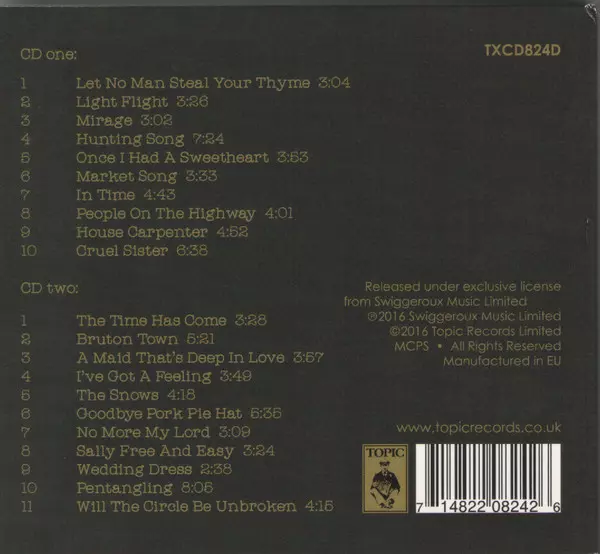 CD one:
TXCD824D
1 Let No Man Steal Your Thyme 3:04
2 Light Flight 3:26
3 Mirage 3:02
4 Hunting Song 7:24
5 Once I Had A Sweetheart 3:53
6 Market Song 3:33
7 In Time 4:43
8 People On The Highway 4:01
9 House Carpenter 4:52
10 Cruel Sister 6:38
CD two:
1 The Time Has Come 3:28
2 Bruton Town 5:21
3 A Maid That's Deep In Love 3:57
4 I've Got A Feeling 3:49
5 The Snows 4:18
6 Goodbye Pork Pie Hat 5:35
7 No More My Lord 3:09
8 Sally Free And Easy 3:24
9 Wedding Dress 2:38
10 Pentangling 8:06
11 Will The Circle Be Unbroken 4:15
Released under exclusive license
from Swiggeroux Music Limited
℗2016 Swiggeroux Music Limited
©2016 Topic Records Limited
MCPS • All Rights Reserved
Manufactured in EU
www.topicrecords.co.uk
TOPIC
7 14822 08242 6